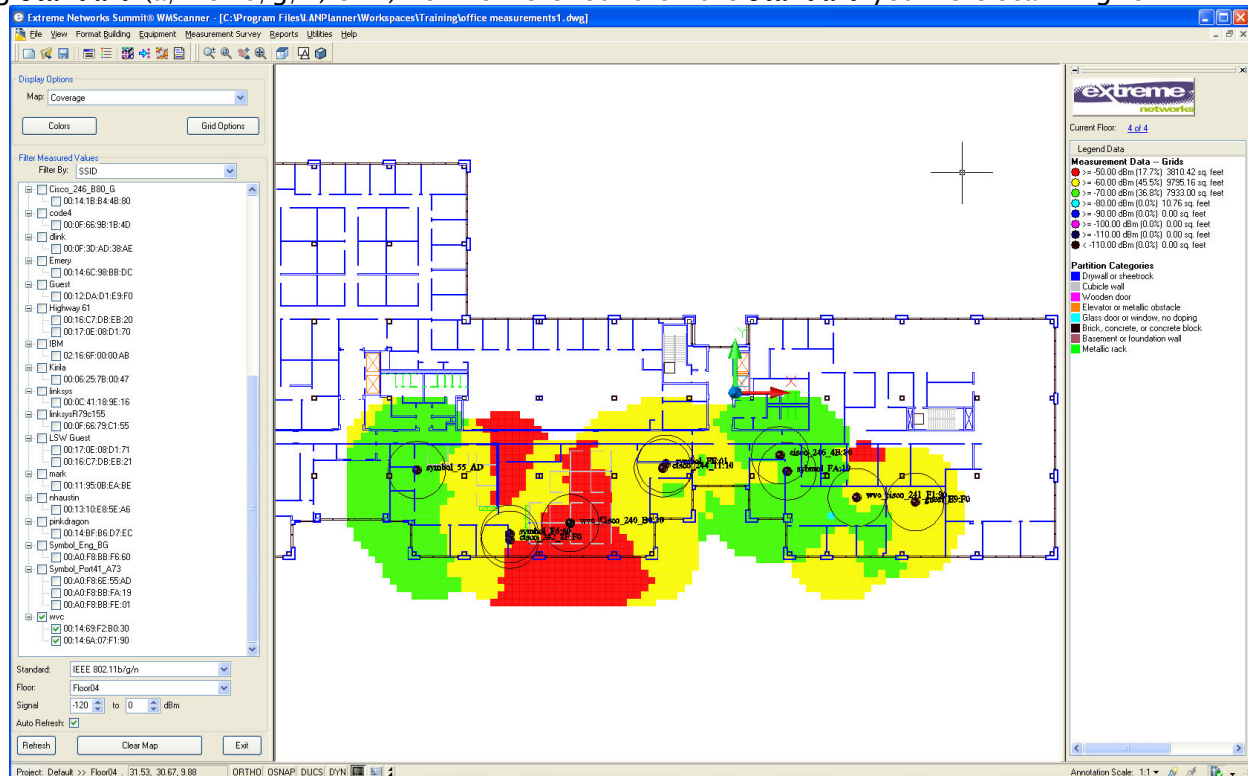 Extreme Networks Summit® WMScanner - [C:\Program Files\LANPlanner\Workspaces\Training\office measurements1.dwg]
File View Format Building Equipment Measurement Survey Reports Utilities Help
Display Options
Map: Coverage
Colors Grid Options
Filter Measured Values
Filter By: SSID
Cisco_246_B80_G
00:14:1B:B4:4B:80
code4
00:0F:66:9B:1B:4D
dlink
00:0F:3D:AD:38:AE
Emery
00:14:6C:98:BB:DC
Guest
00:12:DA:D1:E9:F0
Highway 61
00:16:C7:DB:EB:20
00:17:0E:08:D1:70
IBM
02:16:6F:00:00:AB
Kirila
00:06:25:7B:00:47
linksys
00:0C:41:18:9E:16
linksysR79c155
00:0F:66:79:C1:55
LSW Guest
00:17:0E:08:D1:71
00:16:C7:DB:EB:21
mark
00:11:95:0B:EA:BE
nhaustin
00:13:10:E8:5E:A6
pinkdragon
00:14:BF:B6:D7:EC
Symbol_Eng_BG
00:A0:F8:BB:F6:60
Symbol_Port41_A73
00:A0:F8:6E:55:AD
00:A0:F8:BB:FA:19
00:A0:F8:BB:FE:01
wvc
00:14:69:F2:B0:30
00:14:6A:07:F1:90
Standard: IEEE 802.11b/g/n
Floor: Floor04
Signal -120 to 0 dBm
Auto Refresh:
Refresh Clear Map Exit
symbol_55_AD
cisco_246_4B:80
symbol_FA:19
extreme
networks
Current Floor: 4 of 4
Legend Data
Measurement Data -- Grids
>= -50.00 dBm (17.7%) 3810.42 sq. feet
>= -60.00 dBm (45.5%) 9795.16 sq. feet
>= -70.00 dBm (36.8%) 7933.00 sq. feet
>= -80.00 dBm (0.0%) 10.76 sq. feet
>= -90.00 dBm (0.0%) 0.00 sq. feet
>= -100.00 dBm (0.0%) 0.00 sq. feet
>= -110.00 dBm (0.0%) 0.00 sq. feet
< -110.00 dBm (0.0%) 0.00 sq. feet
Partition Categories
Drywall or sheetrock
Cubicle wall
Wooden door
Elevator or metallic obstacle
Glass door or window, no doping
Brick, concrete, or concrete block
Basement or foundation wall
Metallic rack
Project: Default >> Floor04 , 31.53, 30.67, 9.88 ORTHO OSNAP DUCS DYN Annotation Scale: 1:1